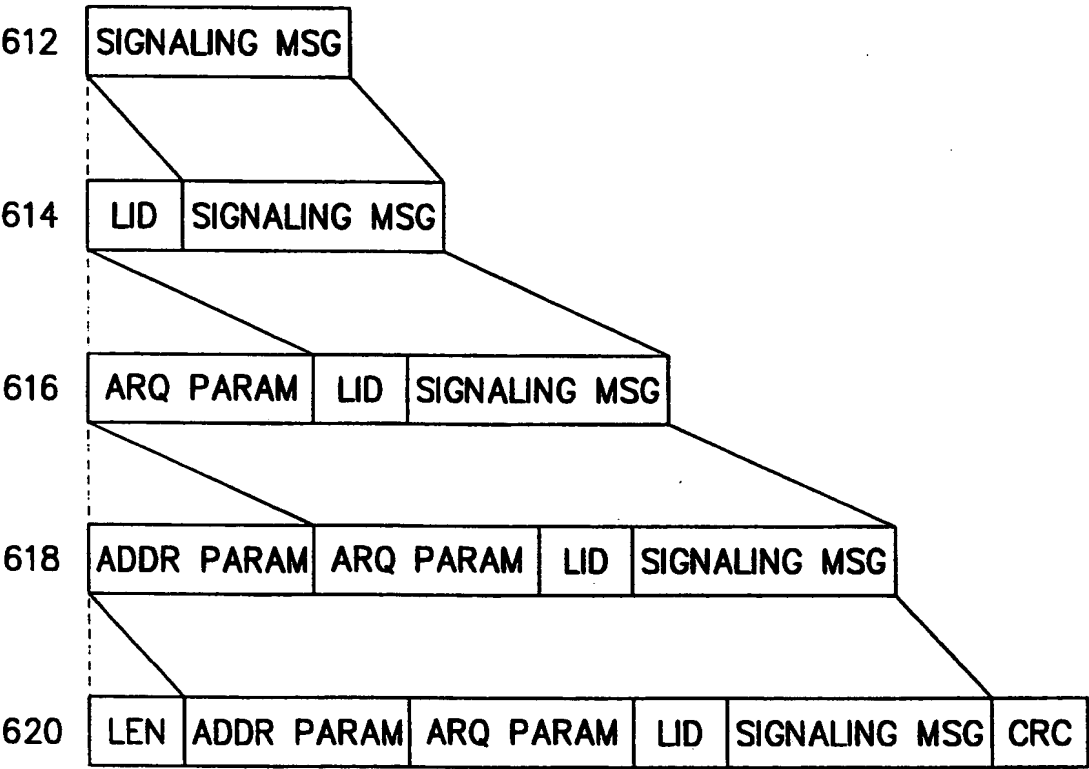 612 SIGNALING MSG
614 LID SIGNALING MSG
616 ARQ PARAM LID SIGNALING MSG
618 ADDR PARAM ARQ PARAM LID SIGNALING MSG
620 LEN ADDR PARAM ARQ PARAM LID SIGNALING MSG CRC